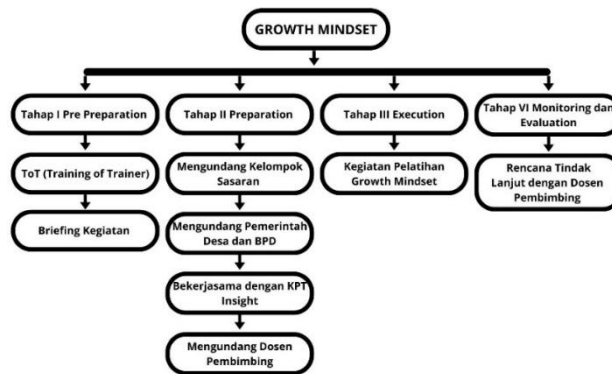 GROWTH MINDSET
Tahap I Pre Preparation
Tahap II Preparation
Tahap III Execution
Tahap VI Monitoring dan
Evaluation
ToT (Training of Trainer)
Mengundang Kelompok
Sasaran
Kegiatan Pelatihan
Growth Mindset
Rencana Tindak
Lanjut dengan Dosen
Pembimbing
Briefing Kegiatan
Mengundang Pemerintah
Desa dan BPD
Bekerjasama dengan KPT
Insight
Mengundang Dosen
Pembimbing